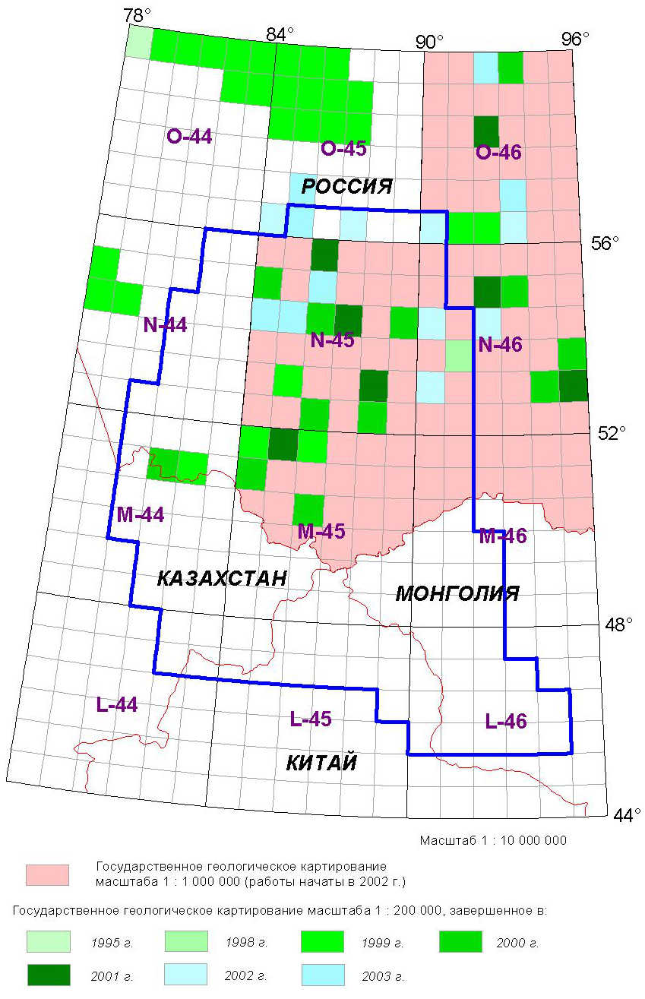 78°
84°
90°
96°
O-44
O-45
O-46
РОССИЯ
56°
N-44
N-45
N-46
52°
M-44
M-45
M-46
КАЗАХСТАН
МОНГОЛИЯ
48°
L-44
L-45
L-46
КИТАЙ
44°
Масштаб 1 : 10 000 000
Государственное геологическое картирование
масштаба 1 : 1 000 000 (работы начаты в 2002 г.)
Государственное геологическое картирование масштаба 1 : 200 000, завершенное в:
1995 г.
1998 г.
1999 г.
2000 г.
2001 г.
2002 г.
2003 г.